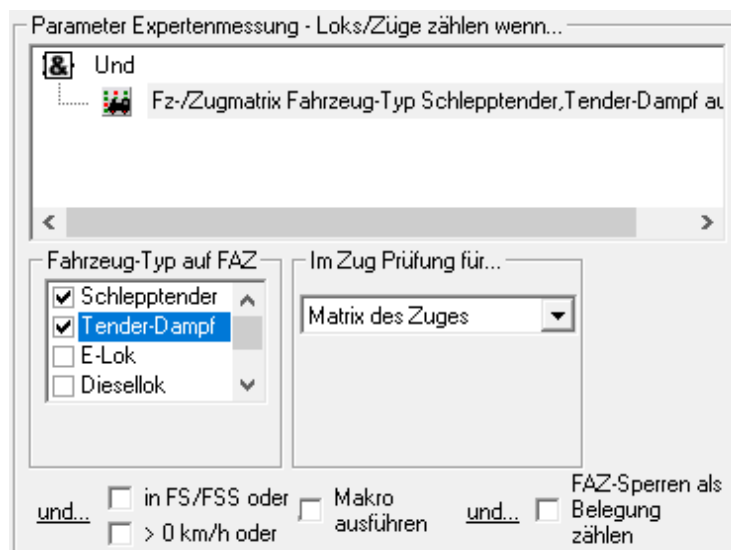 Parameter Expertenmessung - Loks/Züge zählen wenn...
& Und
Fz-/Zugmatrix Fahrzeug-Typ Schlepptender,Tender-Dampf au
Fahrzeug-Typ auf FAZ
Im Zug Prüfung für...
Schlepptender
Matrix des Zuges
Tender-Dampf
E-Lok
Diesellok
und...
in FS/FSS oder
> 0 km/h oder
Makro
ausführen
und...
FAZ-Sperren als
Belegung
zählen